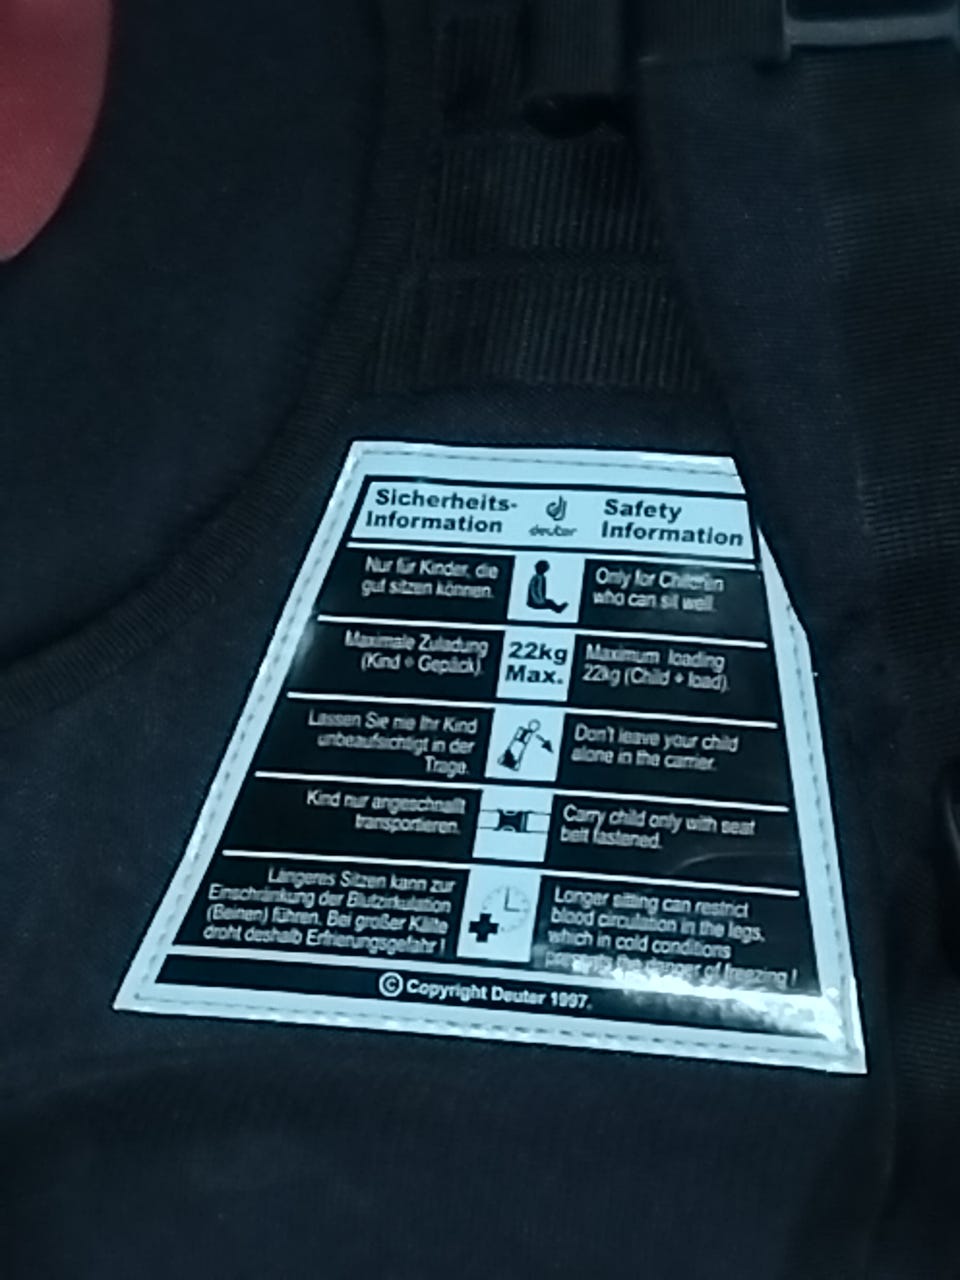 Sicherheits-
Information
deuter
Safety
Information
Nur für Kinder, die
gut sitzen können.
Only for Children
who can sit well.
Maximale Zuladung
(Kind + Gepäck).
22kg
Max.
Maximum loading
22kg (Child + load).
Lassen Sie nie Ihr Kind
unbeaufsichtigt in der
Trage.
Don't leave your child
alone in the carrier.
Kind nur angeschnallt
transportieren.
Carry child only with seat
belt fastened.
Längeres Sitzen kann zur
Einschränkung der Blutzirkulation
(Beinen) führen. Bei großer Kälte
droht deshalb Erfrierungsgefahr !
Longer sitting can restrict
blood circulation in the legs,
which in cold conditions
the danger of freezing !
© Copyright Deuter 1997.